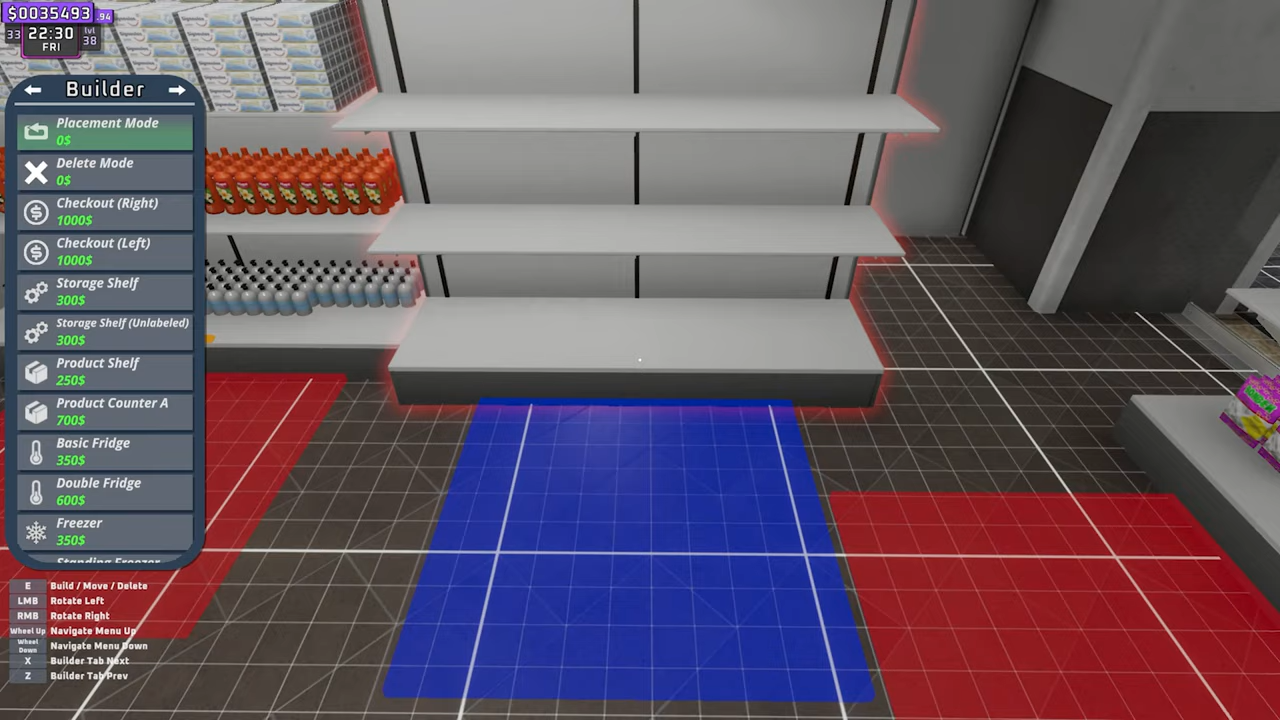 $0035493.94
33 22:30 lvl 38
FRI
Builder
Placement Mode
0$
Delete Mode
0$
Checkout (Right)
1000$
Checkout (Left)
1000$
Storage Shelf
300$
Storage Shelf (Unlabeled)
300$
Product Shelf
250$
Product Counter A
700$
Basic Fridge
350$
Double Fridge
600$
Freezer
350$
Standing Freezer
E Build / Move / Delete
LMB Rotate Left
RMB Rotate Right
Wheel Up Navigate Menu Up
Wheel Down Navigate Menu Down
X Builder Tab Next
Z Builder Tab Prev